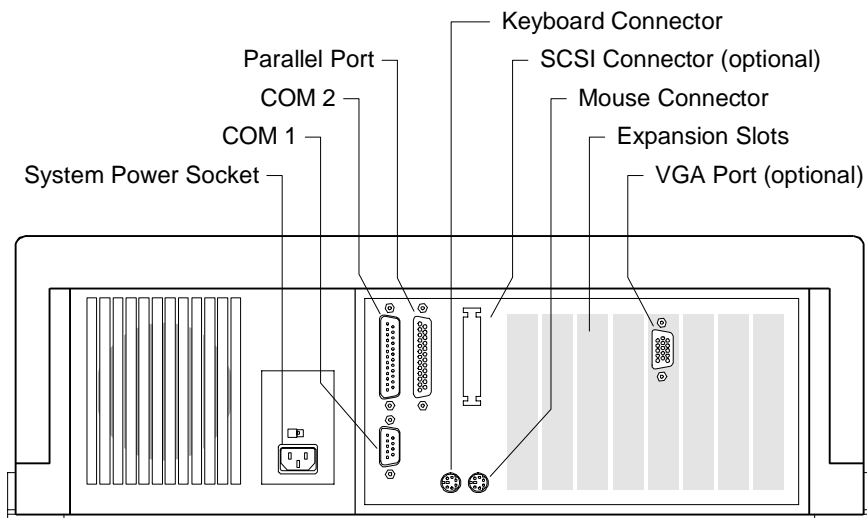 Keyboard Connector
Parallel Port
SCSI Connector (optional)
COM 2
Mouse Connector
COM 1
Expansion Slots
System Power Socket
VGA Port (optional)